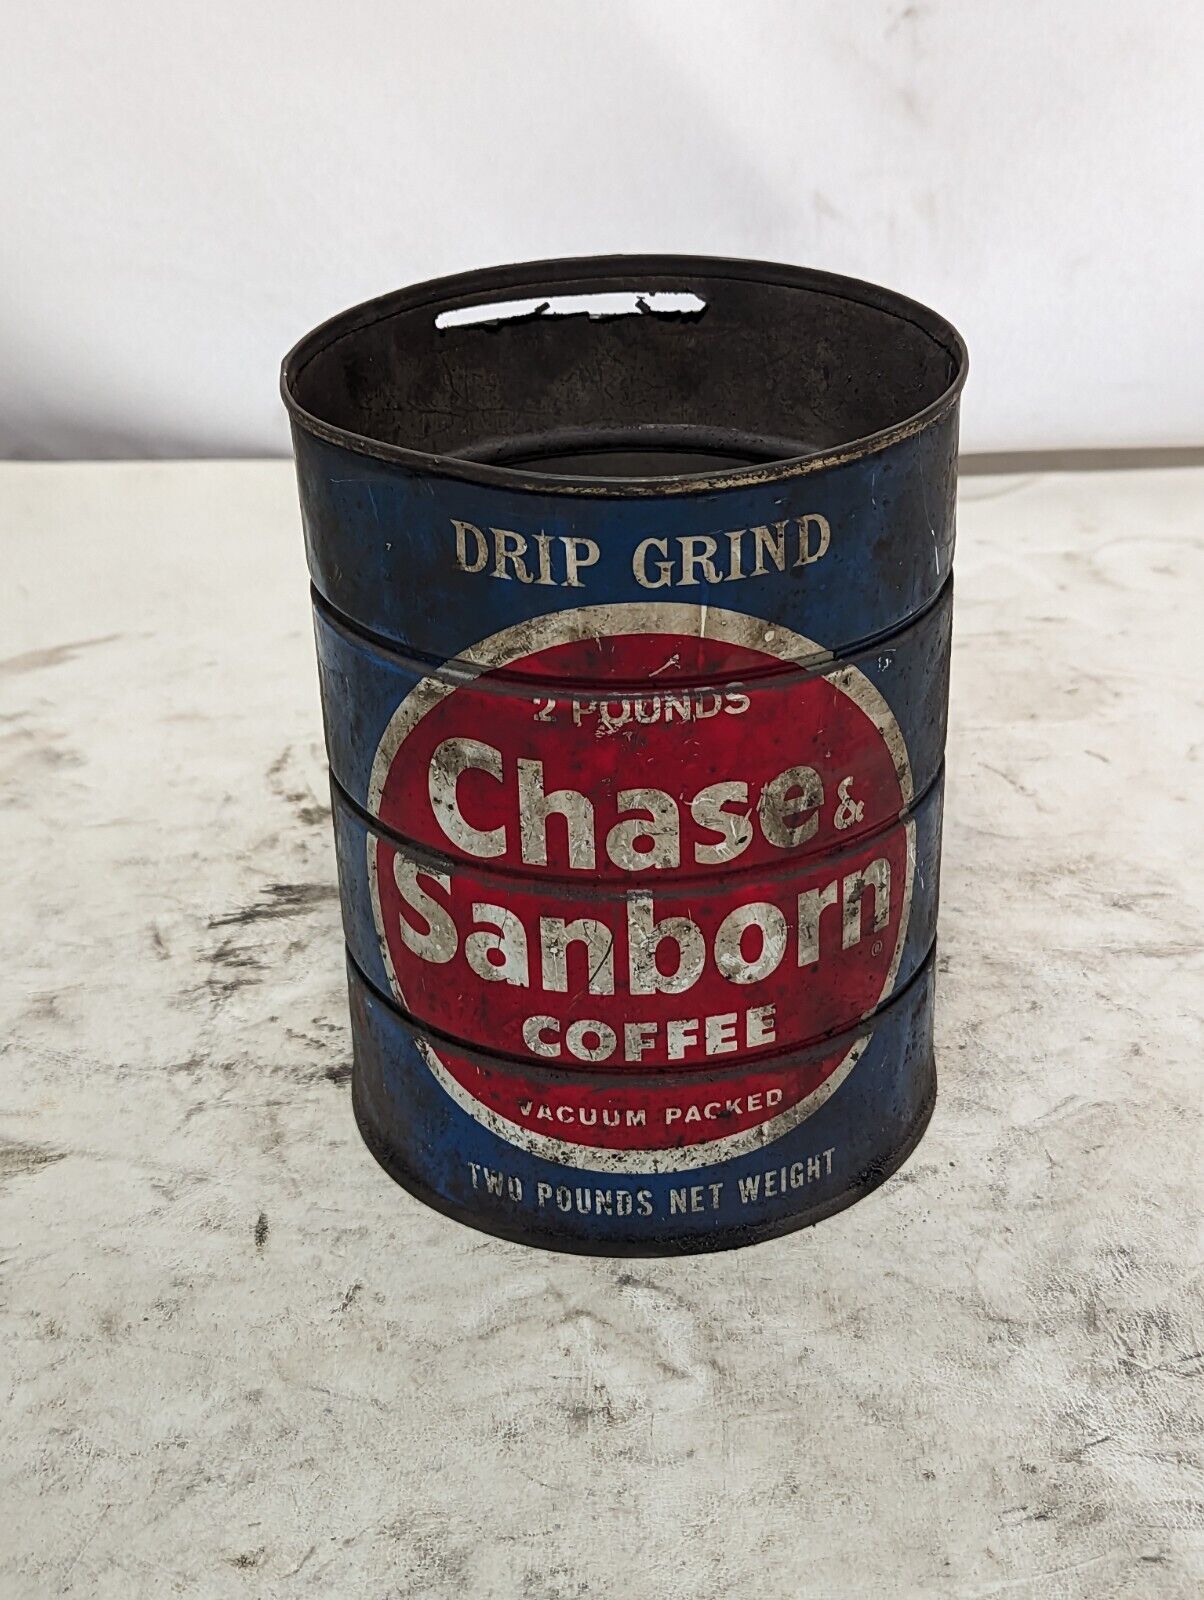 DRIP GRIND
2 POUNDS
Chase &
Sanborn ®
COFFEE
VACUUM PACKED
TWO POUNDS NET WEIGHT